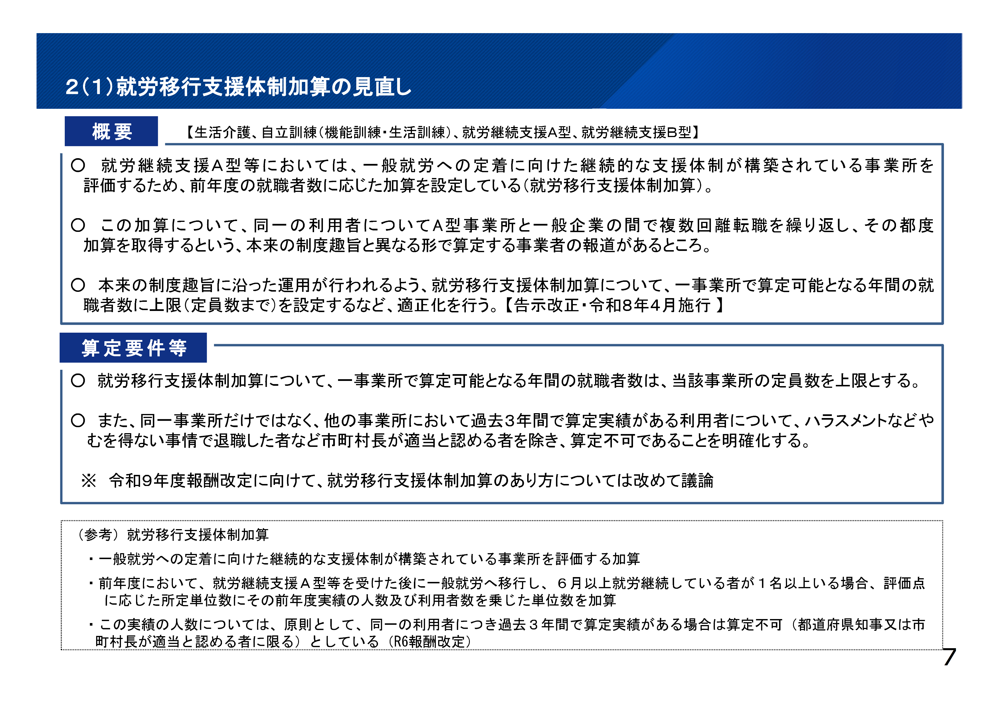 ２（１）就労移行支援体制加算の見直し
概要
【生活介護、自立訓練（機能訓練・生活訓練）、就労継続支援Ａ型、就労継続支援Ｂ型】
○　就労継続支援Ａ型等においては、一般就労への定着に向けた継続的な支援体制が構築されている事業所を
評価するため、前年度の就職者数に応じた加算を設定している（就労移行支援体制加算）。
○　この加算について、同一の利用者についてA型事業所と一般企業の間で複数回離転職を繰り返し、その都度
加算を取得するという、本来の制度趣旨と異なる形で算定する事業者の報道があるところ。
○　本来の制度趣旨に沿った運用が行われるよう、就労移行支援体制加算について、一事業所で算定可能となる年間の就
職者数に上限（定員数まで）を設定するなど、適正化を行う。【告示改正・令和８年４月施行 】
算定要件等
○　就労移行支援体制加算について、一事業所で算定可能となる年間の就職者数は、当該事業所の定員数を上限とする。
○　また、同一事業所だけではなく、他の事業所において過去３年間で算定実績がある利用者について、ハラスメントなどや
むを得ない事情で退職した者など市町村長が適当と認める者を除き、算定不可であることを明確化する。
※　令和９年度報酬改定に向けて、就労移行支援体制加算のあり方については改めて議論
（参考）就労移行支援体制加算
・一般就労への定着に向けた継続的な支援体制が構築されている事業所を評価する加算
・前年度において、就労継続支援Ａ型等を受けた後に一般就労へ移行し、６月以上就労継続している者が１名以上いる場合、評価点
に応じた所定単位数にその前年度実績の人数及び利用者数を乗じた単位数を加算
・この実績の人数については、原則として、同一の利用者につき過去３年間で算定実績がある場合は算定不可（都道府県知事又は市
町村長が適当と認める者に限る）としている（R6報酬改定）
7